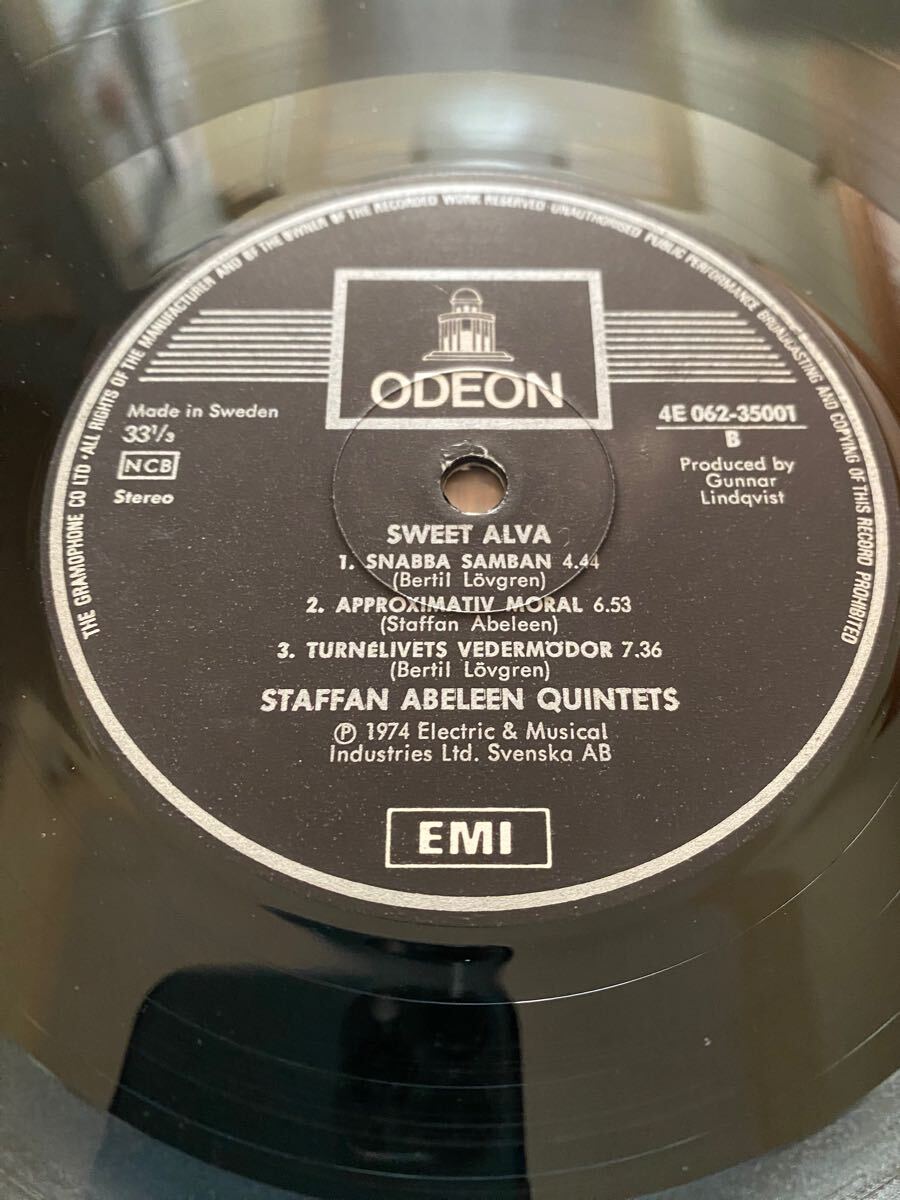 THE GRAMOPHONE CO LTD • ALL RIGHTS OF THE MANUFACTURER AND OF THE OWNER OF THE RECORDED WORK RESERVED UNAUTHORISED PUBLIC PERFORMANCE BROADCASTING AND COPYING OF THIS RECORD PROHIBITED
ODEON
Made in Sweden
33⅓
NCB
Stereo
4E 062-35001
B
Produced by
Gunnar
Lindqvist
SWEET ALVA
1. SNABBA SAMBAN 4.44
(Bertil Lövgren)
2. APPROXIMATIV MORAL 6.53
(Staffan Abeleen)
3. TURNÉLIVETS VEDERMÖDOR 7.36
(Bertil Lövgren)
STAFFAN ABELEEN QUINTETS
Ⓟ 1974 Electric & Musical
Industries Ltd. Svenska AB
EMI